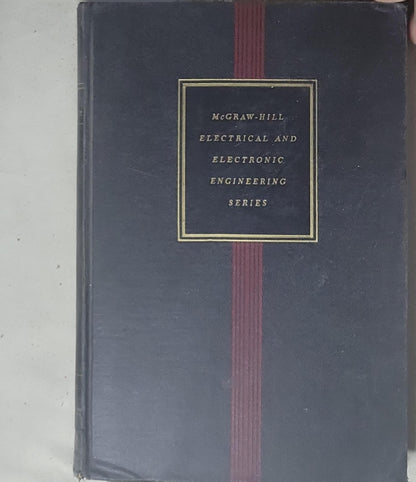 McGRAW-HILL
ELECTRICAL AND
ELECTRONIC
ENGINEERING
SERIES